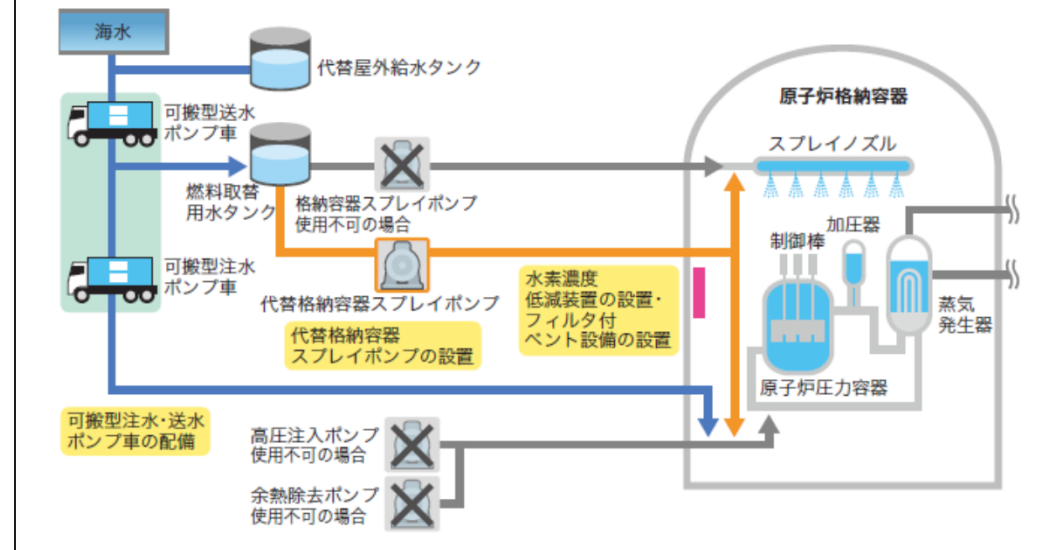 海水
代替屋外給水タンク
可搬型送水
ポンプ車
燃料取替
用水タンク
格納容器スプレイポンプ
使用不可の場合
可搬型注水
ポンプ車
代替格納容器スプレイポンプ
代替格納容器
スプレイポンプの設置
水素濃度
低減装置の設置・
フィルタ付
ベント設備の設置
原子炉格納容器
スプレイノズル
加圧器
制御棒
蒸気
発生器
原子炉圧力容器
可搬型注水・送水
ポンプ車の配備
高圧注入ポンプ
使用不可の場合
余熱除去ポンプ
使用不可の場合